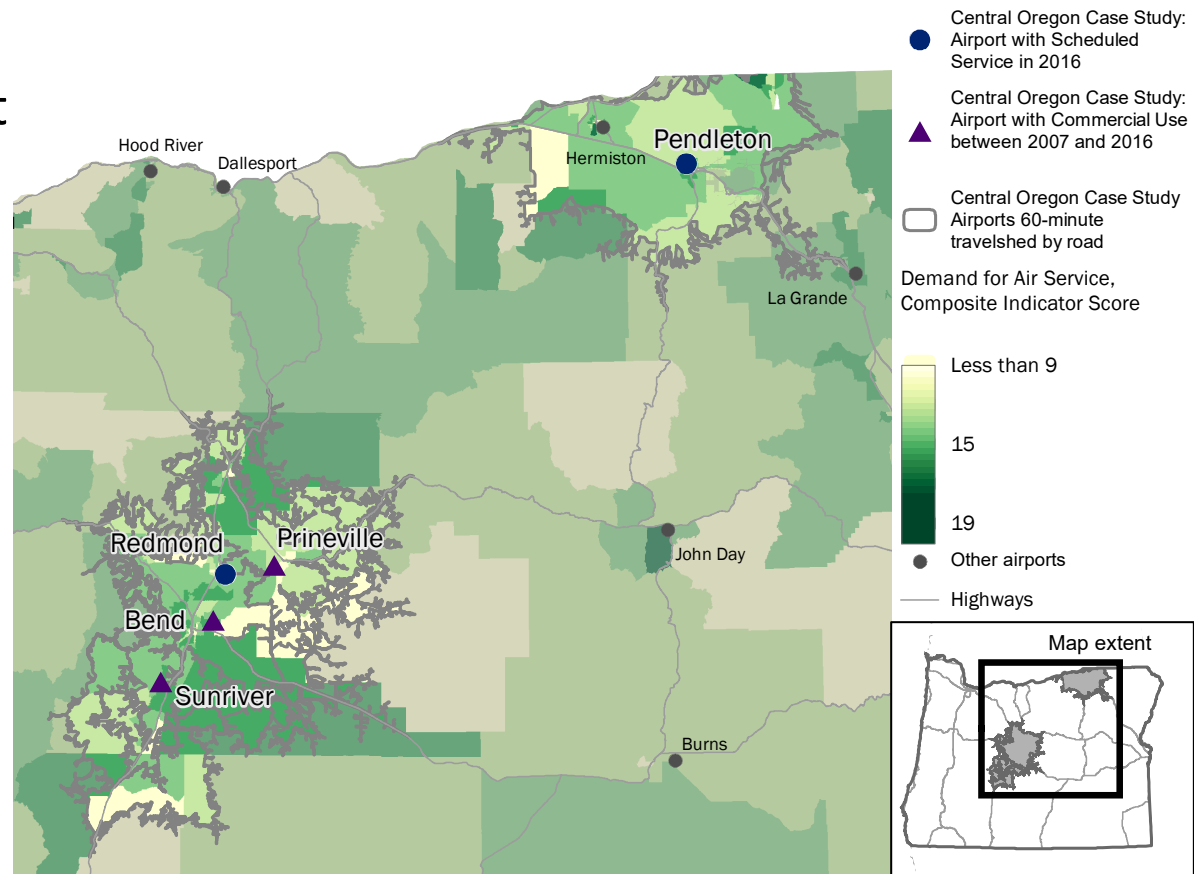 t
Hood River
Dallesport
Pendleton
Hermiston
La Grande
Redmond
Prineville
John Day
Bend
Sunriver
Burns
Central Oregon Case Study:
Airport with Scheduled
Service in 2016
Central Oregon Case Study:
Airport with Commercial Use
between 2007 and 2016
Central Oregon Case Study
Airports 60-minute
travelshed by road
Demand for Air Service,
Composite Indicator Score
Less than 9
15
19
Other airports
Highways
Map extent